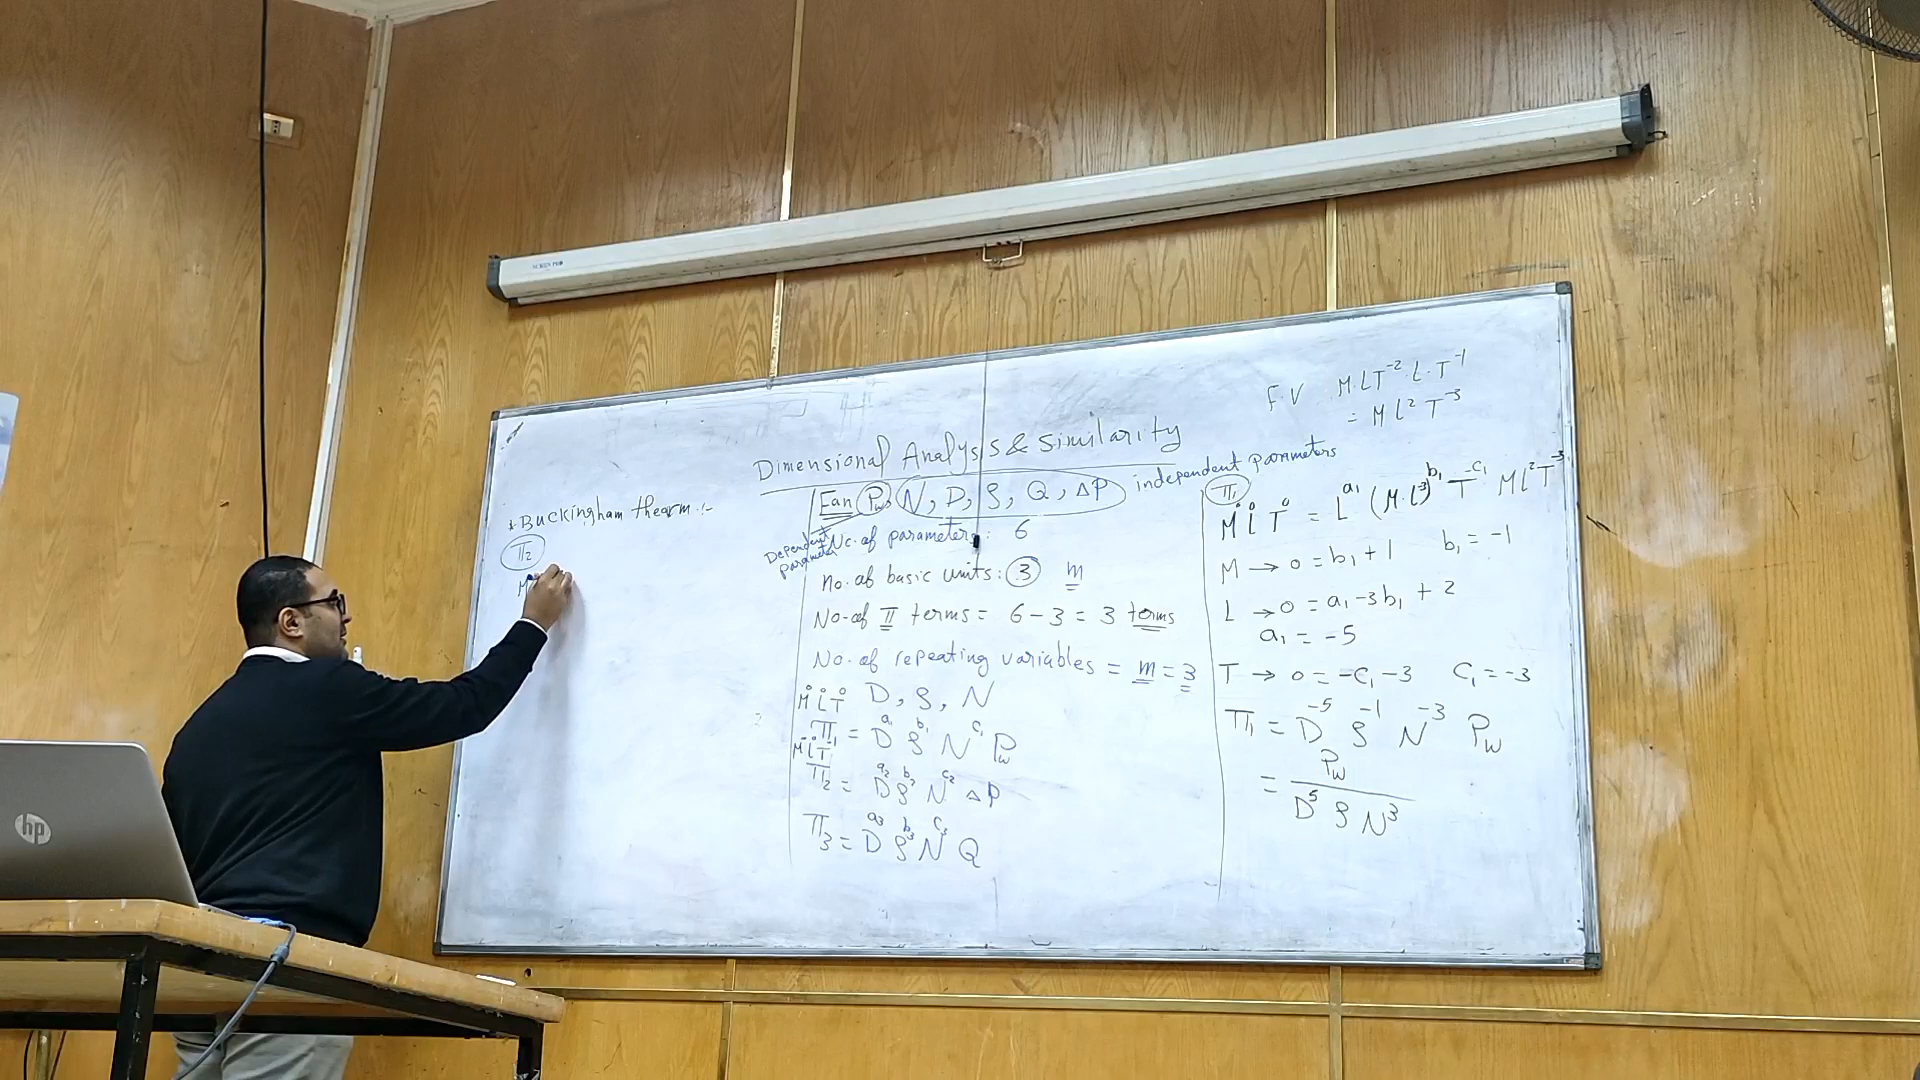 F.V M.LT⁻².L.T⁻¹
= ML²T⁻³
Dimensional Analysis & Similarity
* Buckingham thearm :-
π₂
M
Fan Pw, N, D, ρ, Q, ΔP independent parameters
Dependent parameter
No. of parameters: 6
No. of basic units: 3 m
No. of π terms = 6 - 3 = 3 terms
No. of repeating variables = m = 3
M⁰L⁰T⁰ D, ρ, N
π₁ = D^a₁ ρ^b₁ N^c₁ Pw
π₂ = D^a₂ ρ^b₂ N^c₂ ΔP
π₃ = D^a₃ ρ^b₃ N^c₃ Q
π₁
M⁰L⁰T⁰ = L^a₁ (M.L⁻³)^b₁ T^-c₁ ML²T⁻³
M → 0 = b₁ + 1 b₁ = -1
L → 0 = a₁ - 3b₁ + 2
a₁ = -5
T → 0 = -c₁ - 3 c₁ = -3
π₁ = D⁻⁵ ρ⁻¹ N⁻³ Pw
= Pw / D⁵ ρ N³
hp